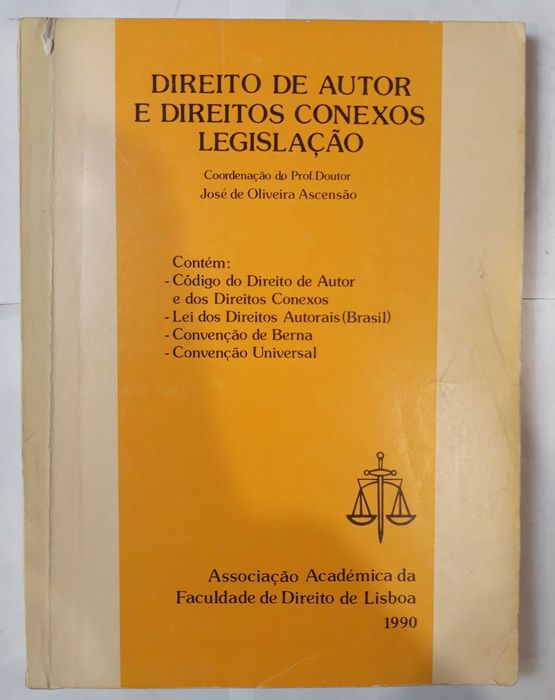 DIREITO DE AUTOR
E DIREITOS CONEXOS
LEGISLAÇÃO
Coordenação do Prof.Doutor
José de Oliveira Ascensão
Contém:
- Código do Direito de Autor
e dos Direitos Conexos
- Lei dos Direitos Autorais (Brasil)
- Convenção de Berna
- Convenção Universal
Associação Académica da
Faculdade de Direito de Lisboa
1990